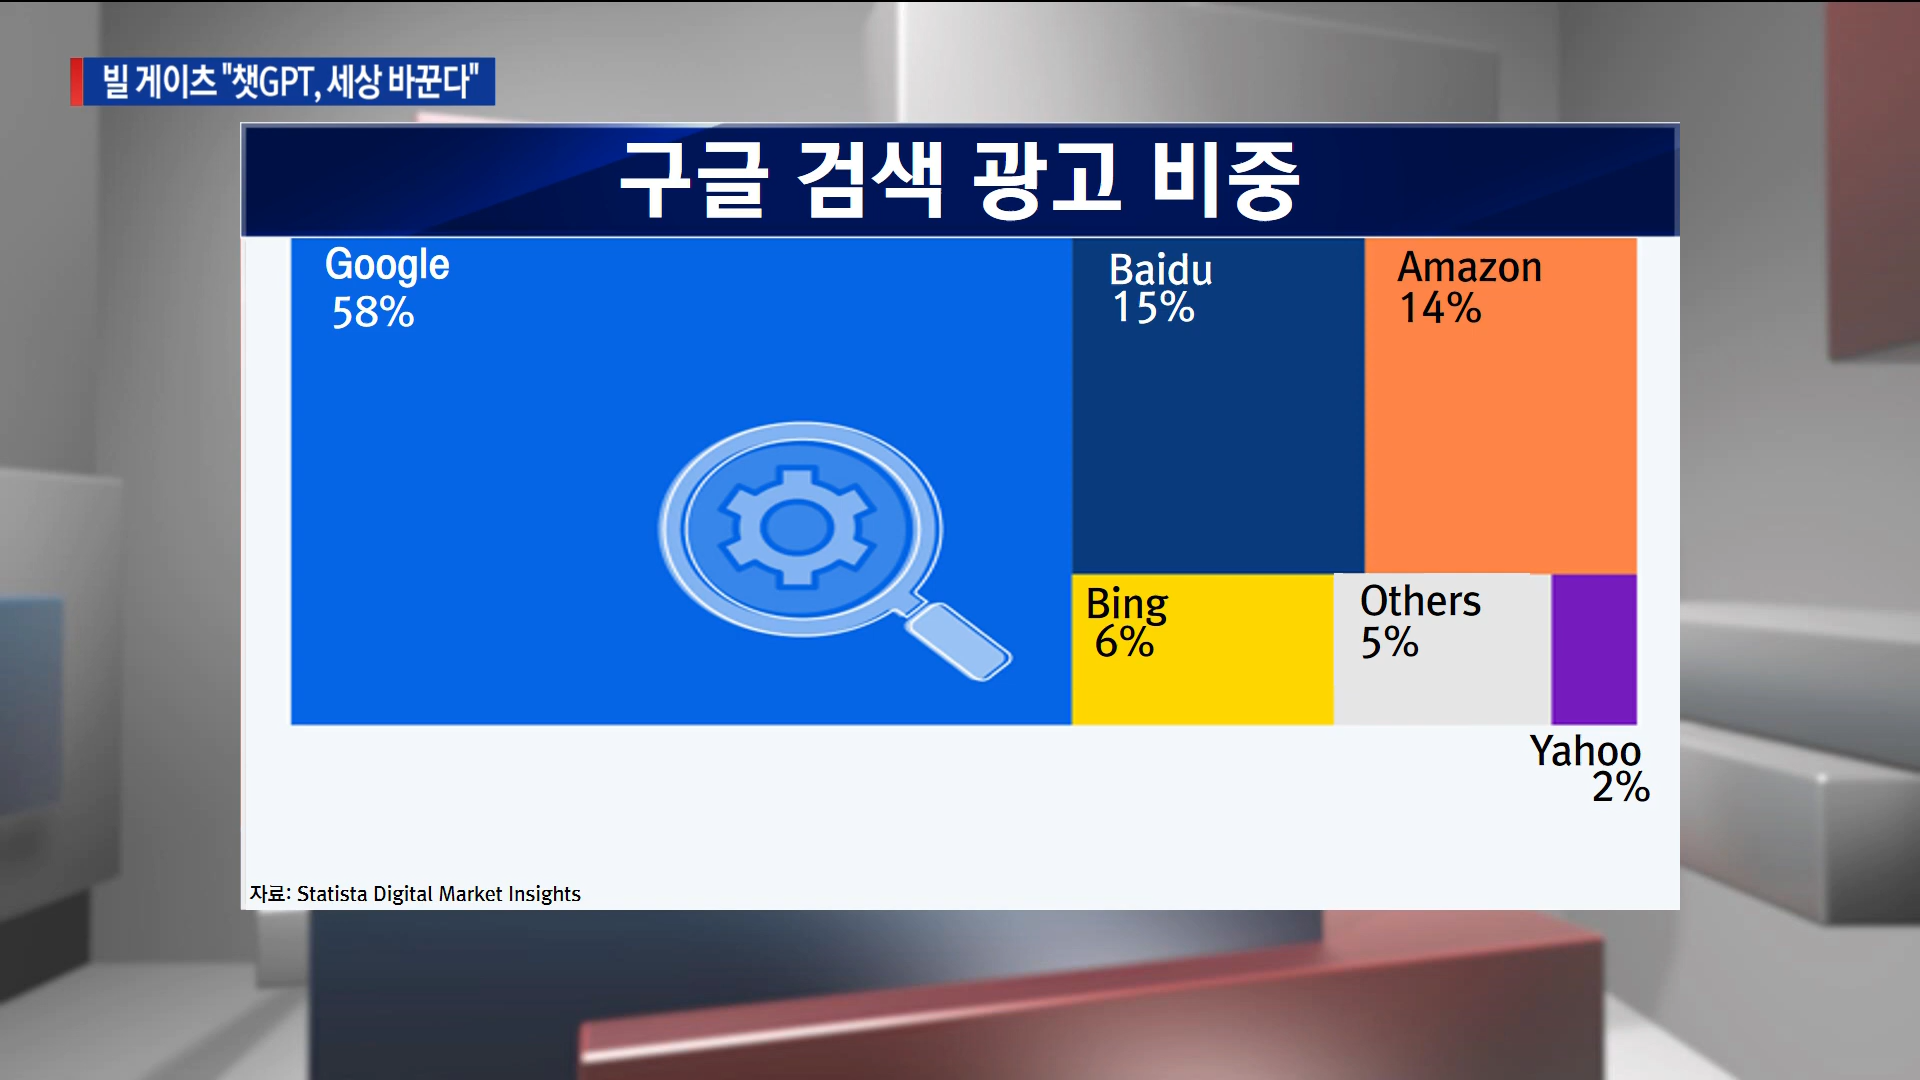 빌 게이츠 "챗GPT, 세상 바꾼다"
구글 검색 광고 비중
Google
58%
Baidu
15%
Amazon
14%
Bing
6%
Others
5%
Yahoo
2%
자료: Statista Digital Market Insights